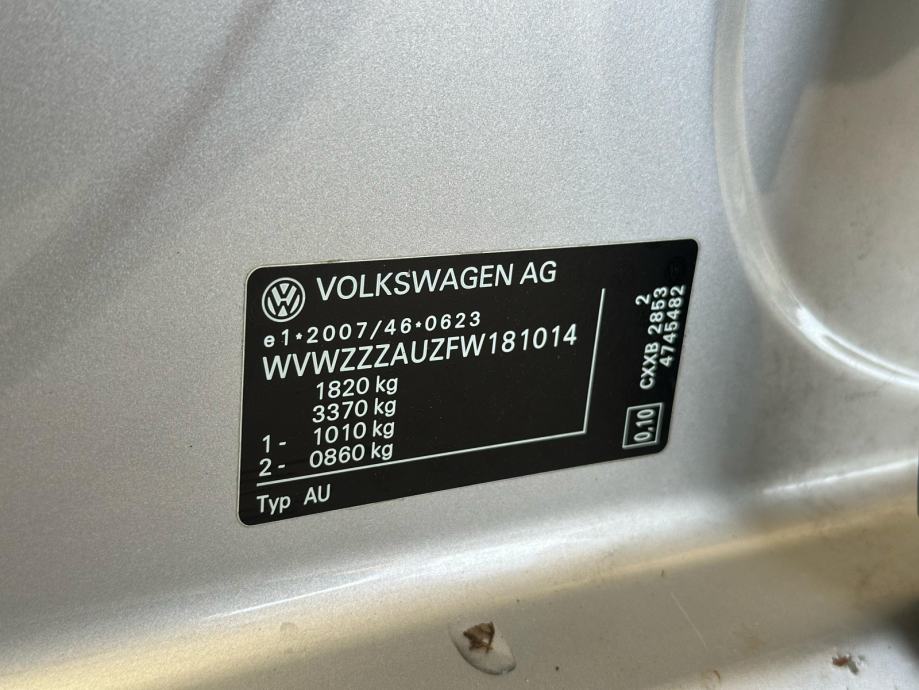 VOLKSWAGEN AG
e1*2007/46*0623
WVWZZZAUZFW181014
1820 kg
3370 kg
1- 1010 kg
2- 0860 kg
Typ AU
2
CXXB 2853
4745482
0,10